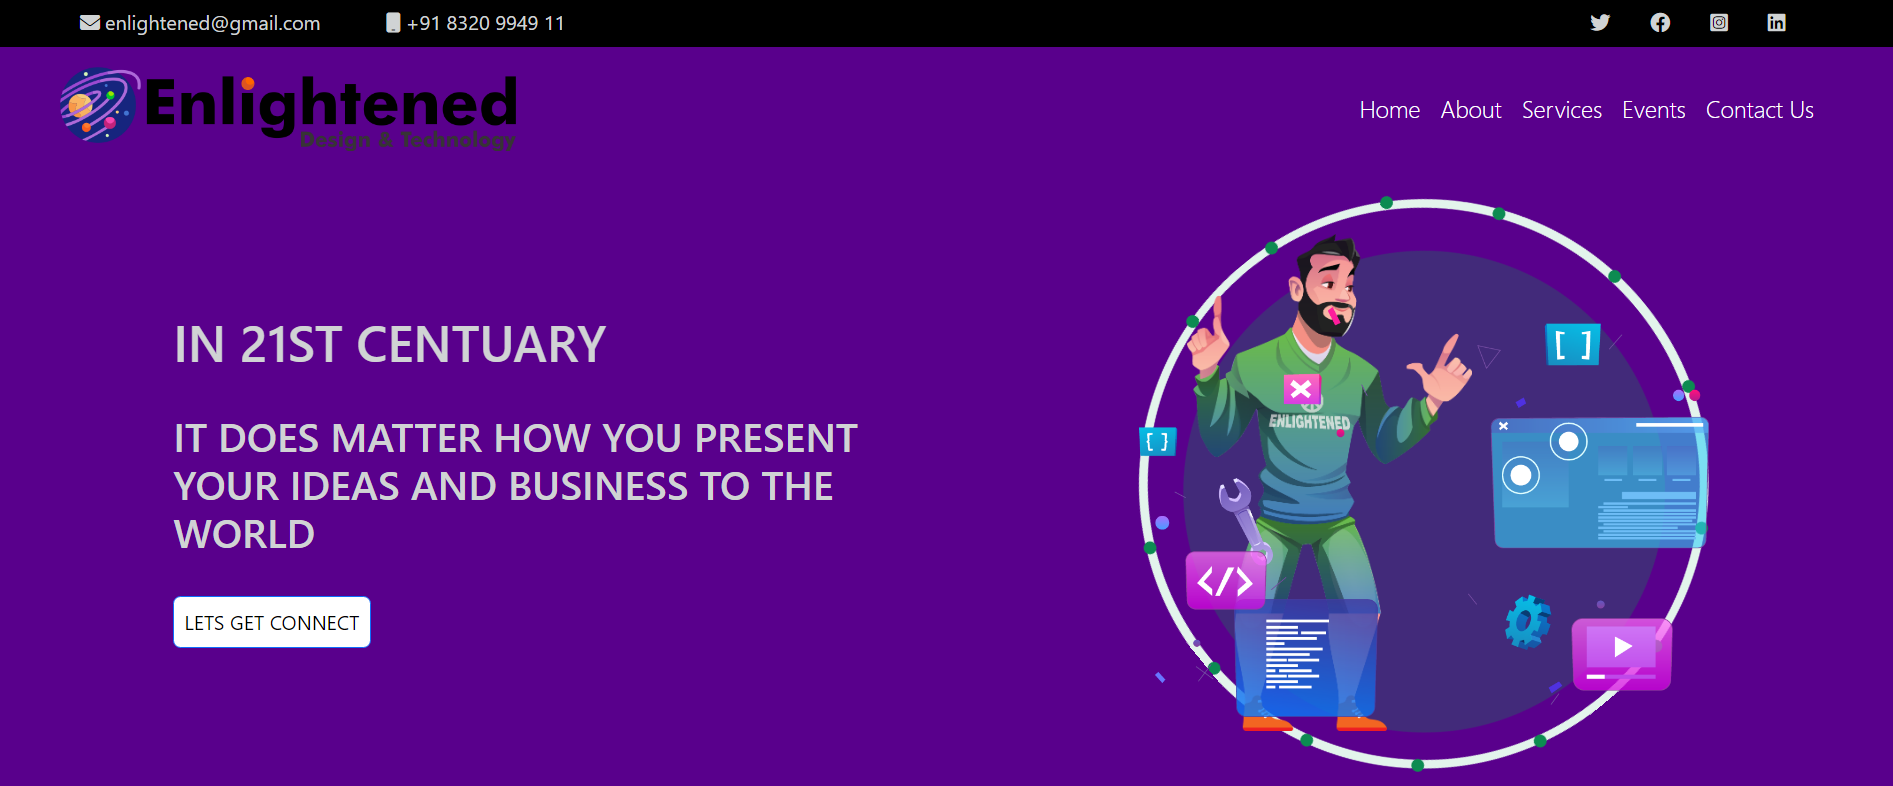 enlightened@gmail.com
+91 8320 9949 11
Enlightened
Design & Technology
Home About Services Events Contact Us
IN 21ST CENTUARY
IT DOES MATTER HOW YOU PRESENT
YOUR IDEAS AND BUSINESS TO THE
WORLD
LETS GET CONNECT
[ ]
ENLIGHTENED
[ ]
</>